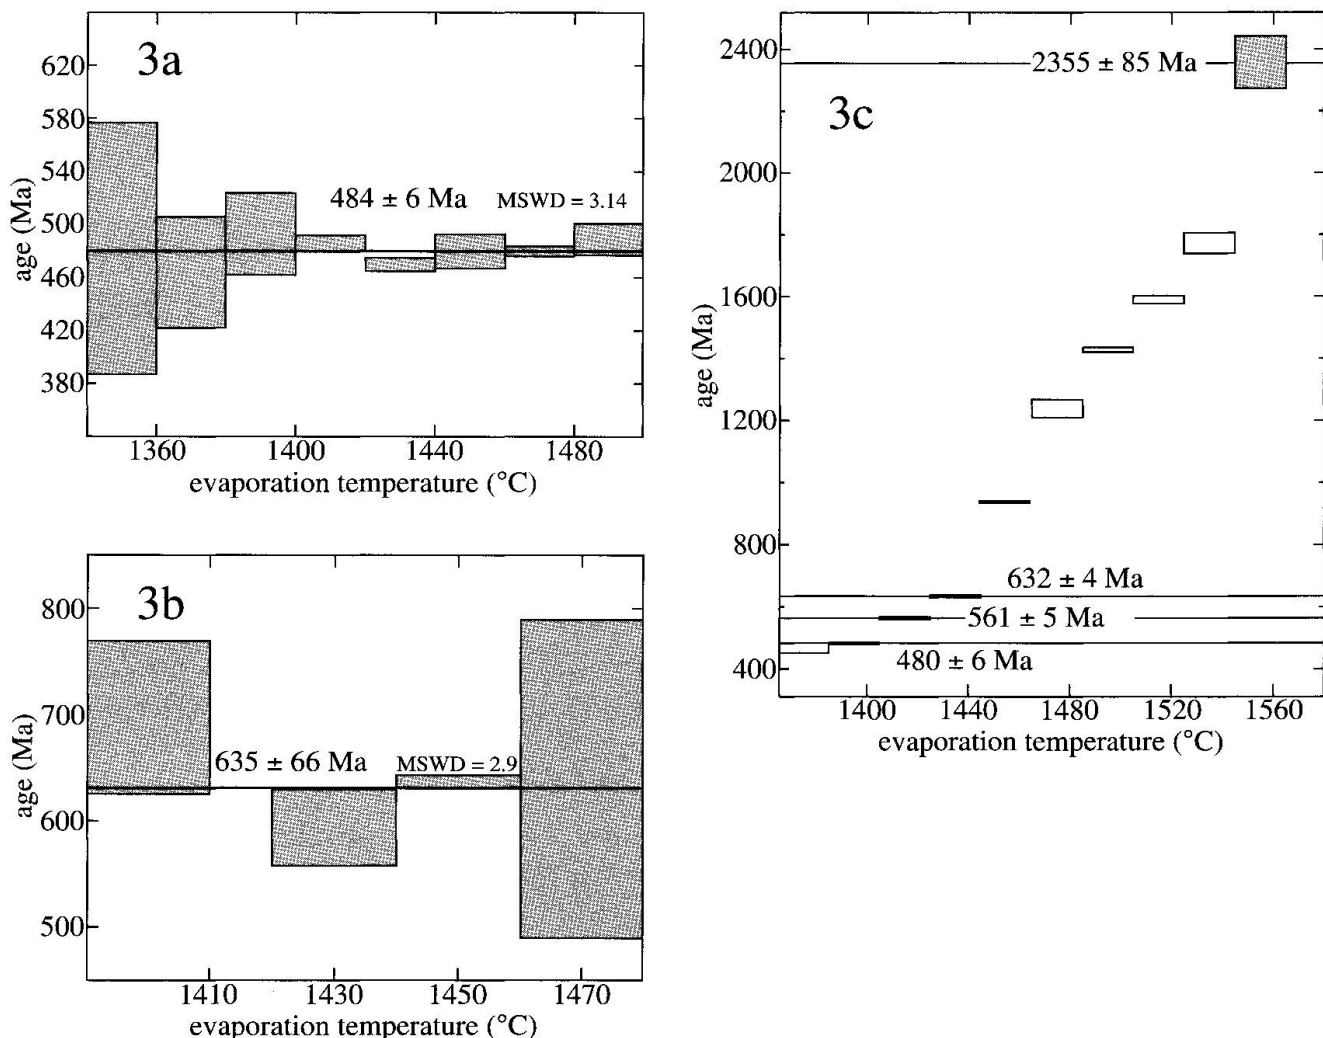 3a
620
580
540
500
460
420
380
age (Ma)
484 ± 6 Ma MSWD = 3.14
1360 1400 1440 1480
evaporation temperature (°C)
3b
800
700
600
500
age (Ma)
635 ± 66 Ma MSWD = 2.9
1410 1430 1450 1470
evaporation temperature (°C)
3c
2400
2000
1600
1200
800
400
age (Ma)
2355 ± 85 Ma
632 ± 4 Ma
561 ± 5 Ma
480 ± 6 Ma
1400 1440 1480 1520 1560
evaporation temperature (°C)